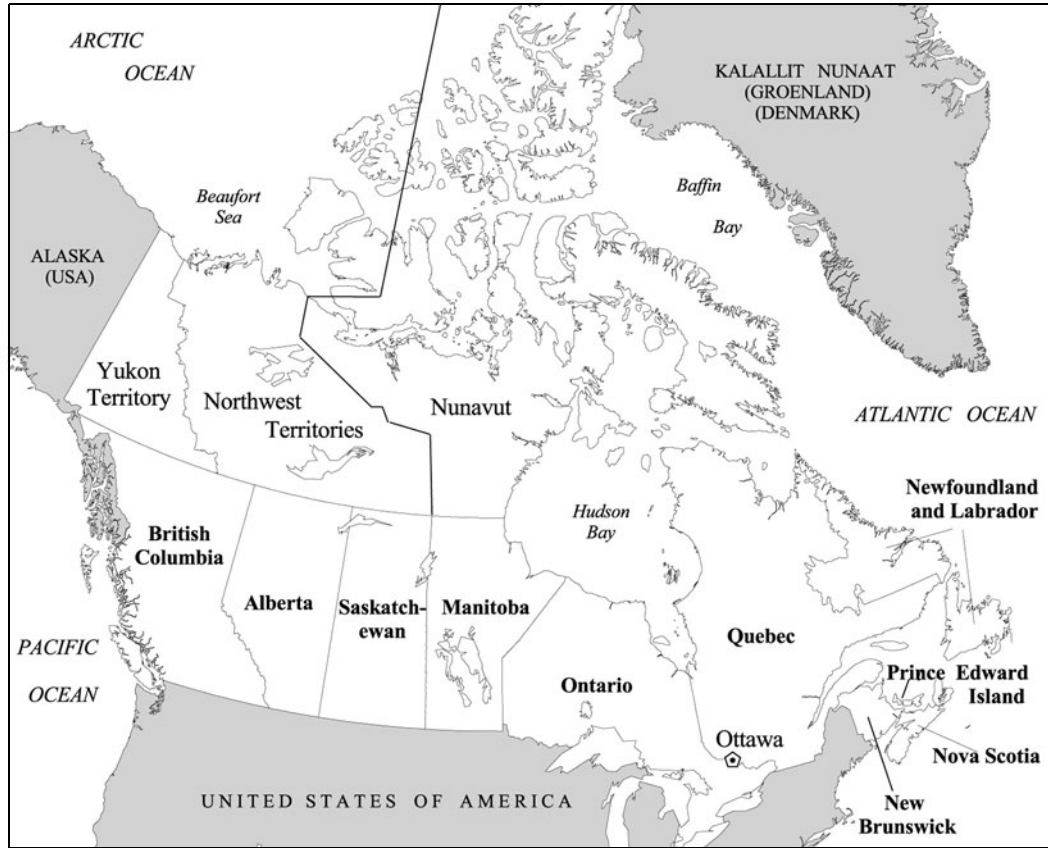 ARCTIC
OCEAN
KALALLIT NUNAAT
(GROENLAND)
(DENMARK)
Beaufort
Sea
Baffin
Bay
ALASKA
(USA)
Yukon
Territory
Northwest
Territories
Nunavut
ATLANTIC OCEAN
Newfoundland
and Labrador
Hudson
Bay
British
Columbia
Alberta
Saskatch-
ewan
Manitoba
Quebec
PACIFIC
OCEAN
Ontario
Prince Edward
Island
Ottawa
Nova Scotia
UNITED STATES OF AMERICA
New
Brunswick